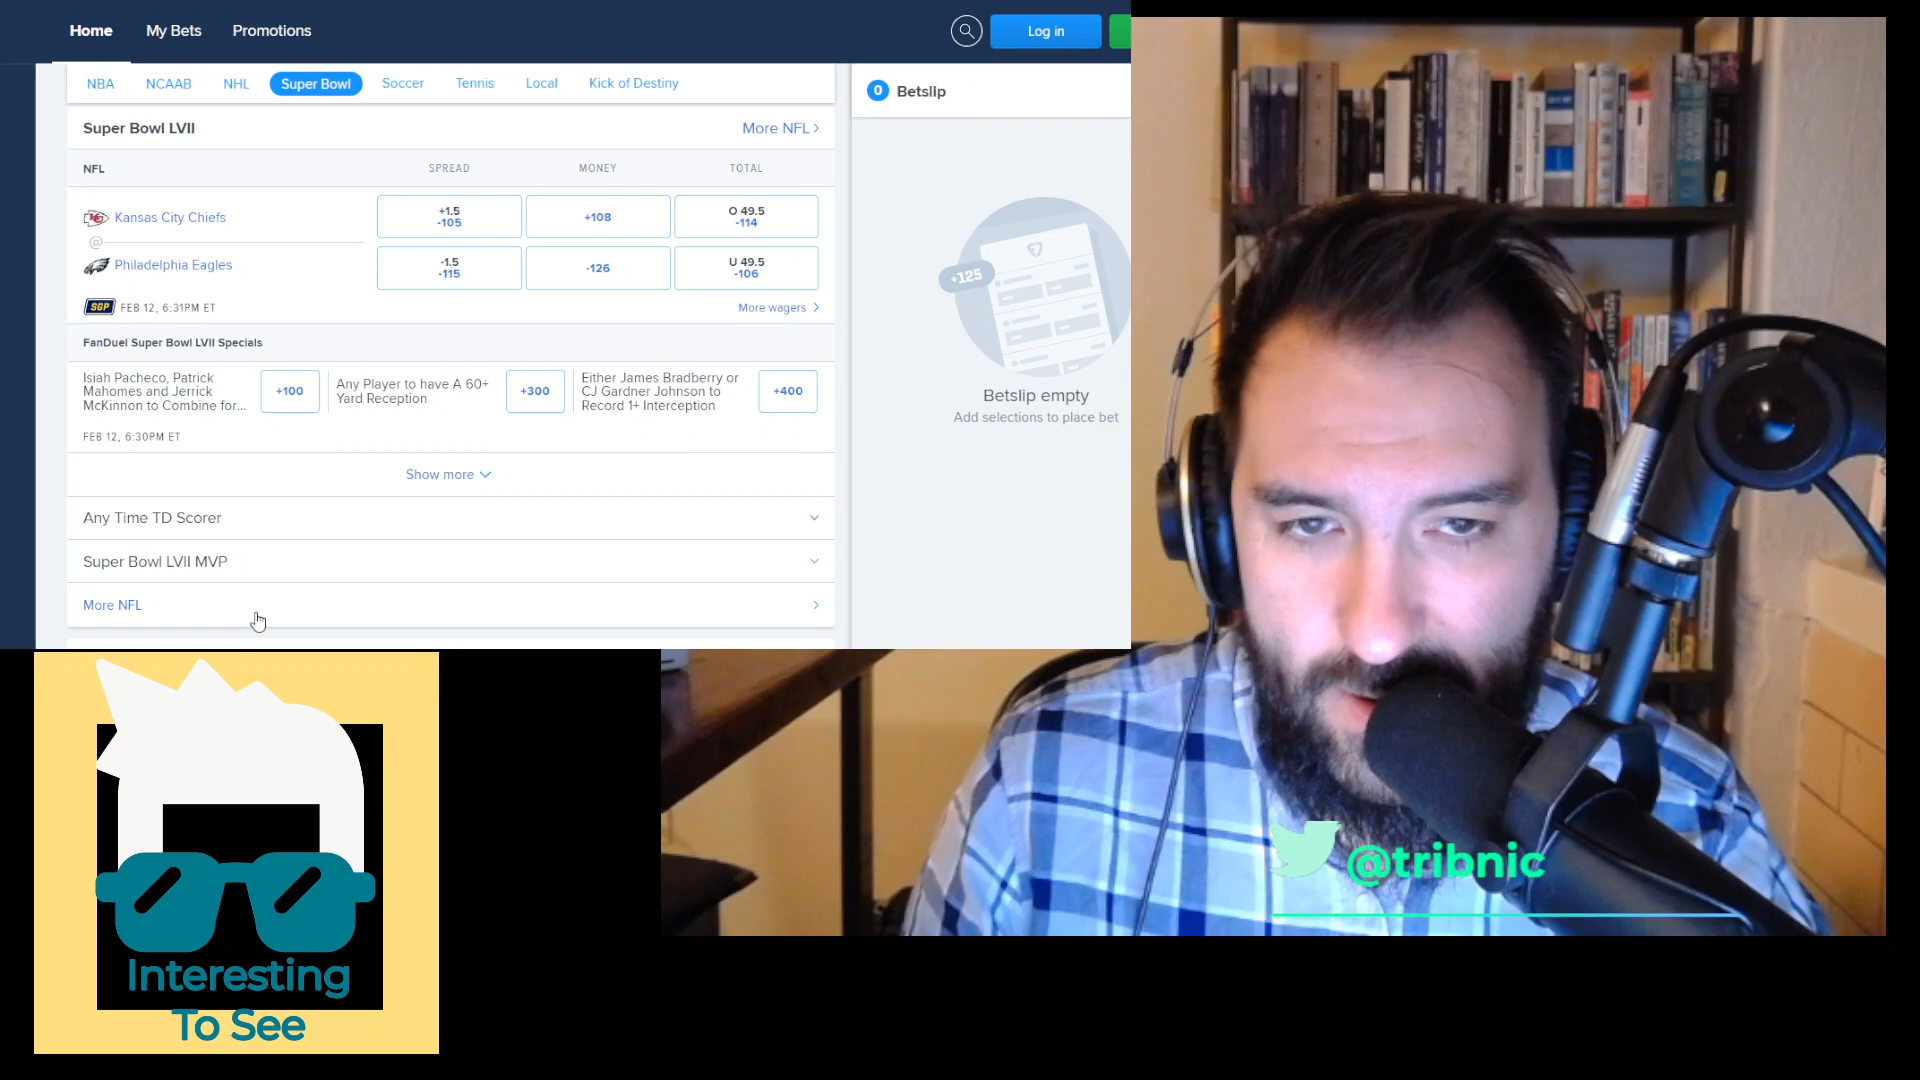 Home My Bets Promotions Log in
NBA NCAAB NHL Super Bowl Soccer Tennis Local Kick of Destiny
0 Betslip
Super Bowl LVII More NFL
NFL SPREAD MONEY TOTAL
Kansas City Chiefs
+1.5
-105
+108
O 49.5
-114
@
Philadelphia Eagles
-1.5
-115
-126
U 49.5
-106
SGP FEB 12, 6:31PM ET More wagers
FanDuel Super Bowl LVII Specials
Isiah Pacheco, Patrick
Mahomes and Jerrick
McKinnon to Combine for...
+100
Any Player to have A 60+
Yard Reception
+300
Either James Bradberry or
CJ Gardner Johnson to
Record 1+ Interception
+400
FEB 12, 6:30PM ET
Show more
Any Time TD Scorer
Super Bowl LVII MVP
More NFL
+125
Betslip empty
Add selections to place bet
@tribnic
Interesting
To See